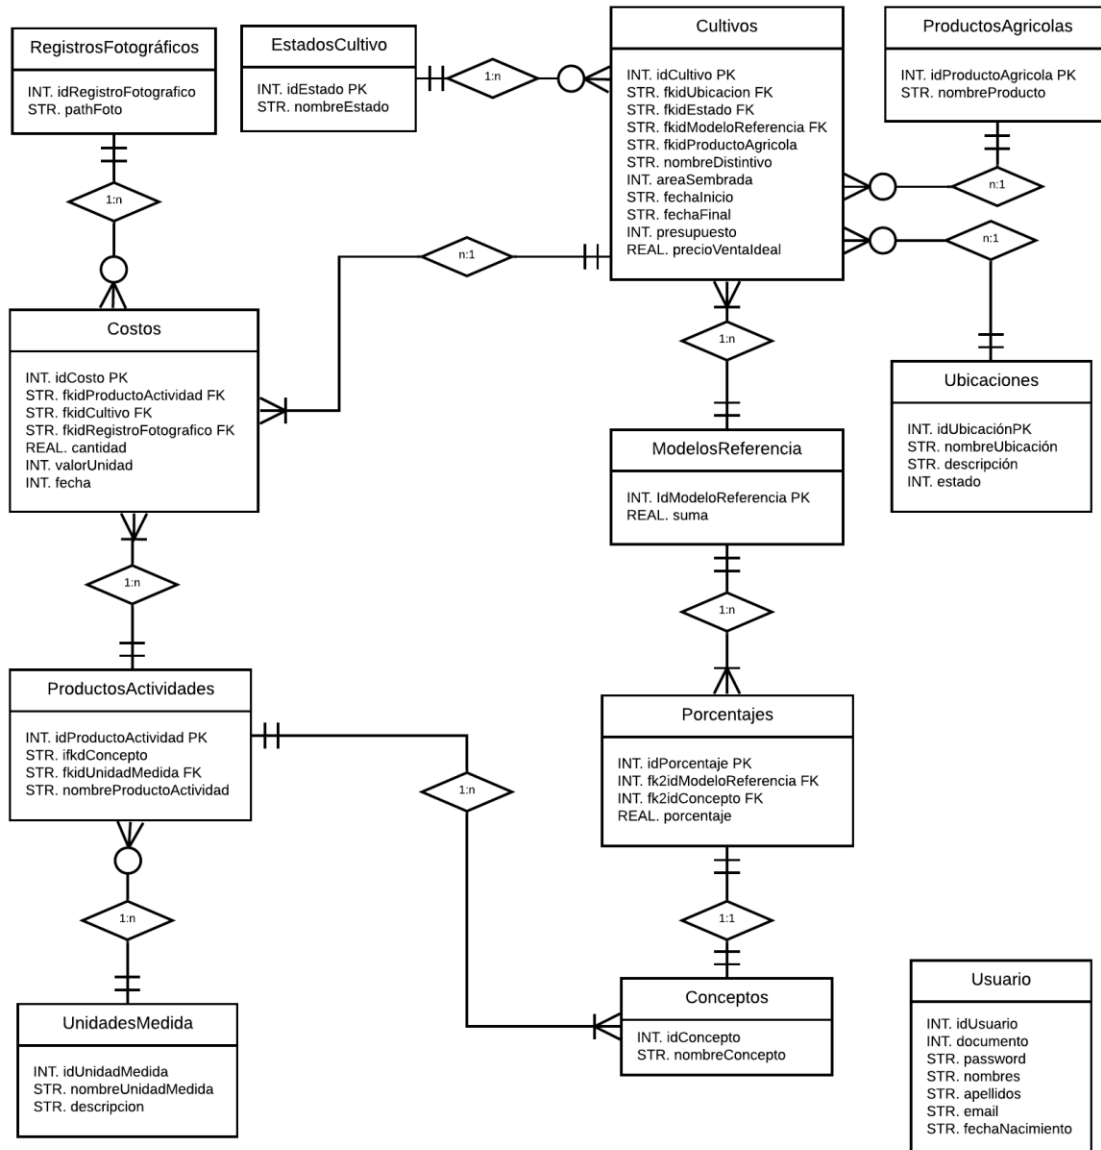 RegistrosFotográficos
INT. idRegistroFotografico
STR. pathFoto
EstadosCultivo
INT. idEstado PK
STR. nombreEstado
1:n
Cultivos
INT. idCultivo PK
STR. fkidUbicacion FK
STR. fkidEstado FK
STR. fkidModeloReferencia FK
STR. fkidProductoAgricola
STR. nombreDistintivo
INT. areaSembrada
STR. fechaInicio
STR. fechaFinal
INT. presupuesto
REAL. precioVentaIdeal
ProductosAgricolas
INT. idProductoAgricola PK
STR. nombreProducto
n:1
n:1
1:n
n:1
1:n
Costos
INT. idCosto PK
STR. fkidProductoActividad FK
STR. fkidCultivo FK
STR. fkidRegistroFotografico FK
REAL. cantidad
INT. valorUnidad
INT. fecha
Ubicaciones
INT. idUbicaciónPK
STR. nombreUbicación
STR. descripción
INT. estado
ModelosReferencia
INT. IdModeloReferencia PK
REAL. suma
1:n
1:n
ProductosActividades
INT. idProductoActividad PK
STR. ifkdConcepto
STR. fkidUnidadMedida FK
STR. nombreProductoActividad
Porcentajes
INT. idPorcentaje PK
INT. fk2idModeloReferencia FK
INT. fk2idConcepto FK
REAL. porcentaje
1:n
1:n
1:1
UnidadesMedida
INT. idUnidadMedida
STR. nombreUnidadMedida
STR. descripcion
Conceptos
INT. idConcepto
STR. nombreConcepto
Usuario
INT. idUsuario
INT. documento
STR. password
STR. nombres
STR. apellidos
STR. email
STR. fechaNacimiento